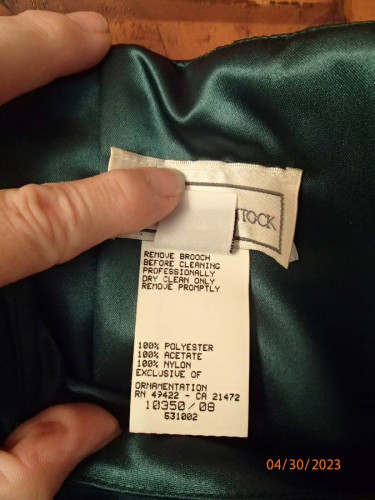 TOCK
REMOVE BROOCH
BEFORE CLEANING
PROFESSIONALLY
DRY CLEAN ONLY
REMOVE PROMPTLY
100% POLYESTER
100% ACETATE
100% NYLON
EXCLUSIVE OF
ORNAMENTATION
RN 49422 - CA 21472
10350/08
631002
04/30/2023